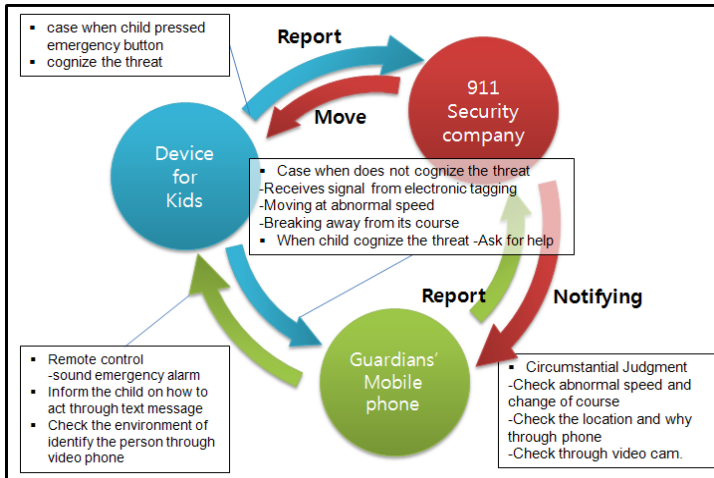 ▪ case when child pressed
emergency button
▪ cognize the threat
Report
Move
911
Security
company
Device
for
Kids
▪ Case when does not cognize the threat
-Receives signal from electronic tagging
-Moving at abnormal speed
-Breaking away from its course
▪ When child cognize the threat -Ask for help
Report
Notifying
Guardians'
Mobile
phone
▪ Remote control
-sound emergency alarm
▪ Inform the child on how to
act through text message
▪ Check the environment of
identify the person through
video phone
▪ Circumstantial Judgment
-Check abnormal speed and
change of course
-Check the location and why
through phone
-Check through video cam.